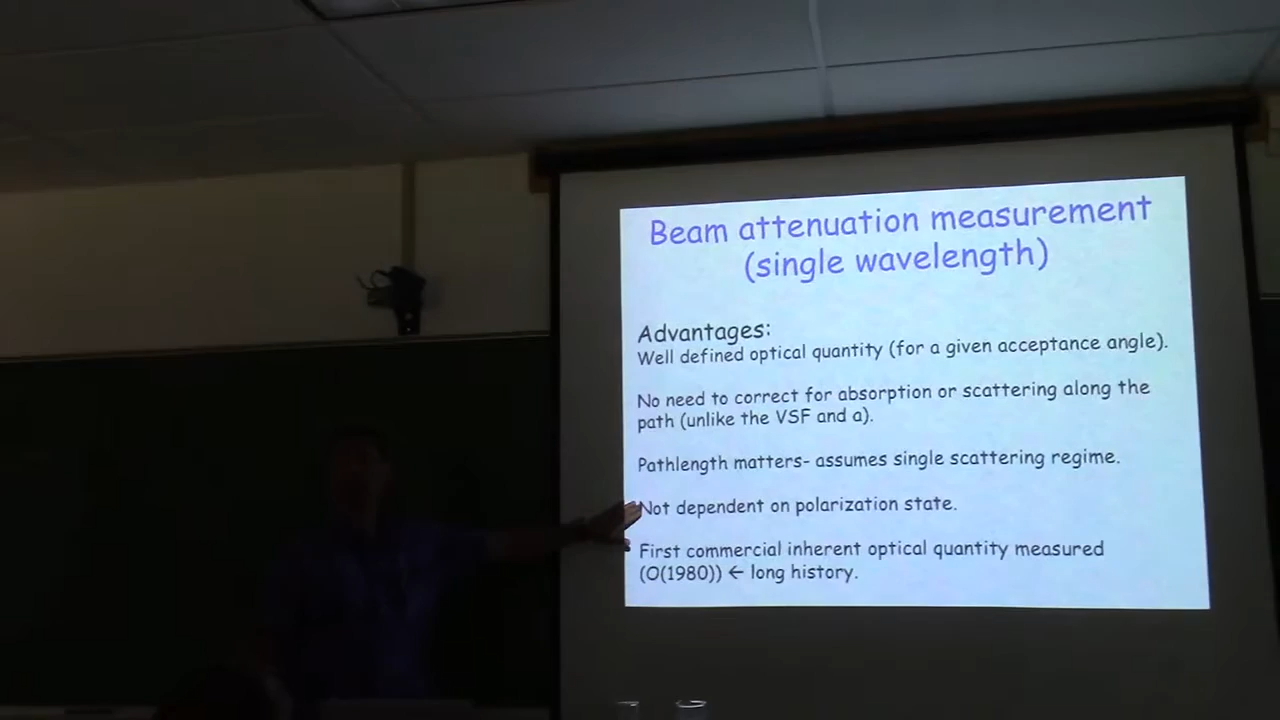 Beam attenuation measurement
(single wavelength)
Advantages:
Well defined optical quantity (for a given acceptance angle).
No need to correct for absorption or scattering along the
path (unlike the VSF and a).
Pathlength matters- assumes single scattering regime.
Not dependent on polarization state.
First commercial inherent optical quantity measured
(O(1980)) ← long history.